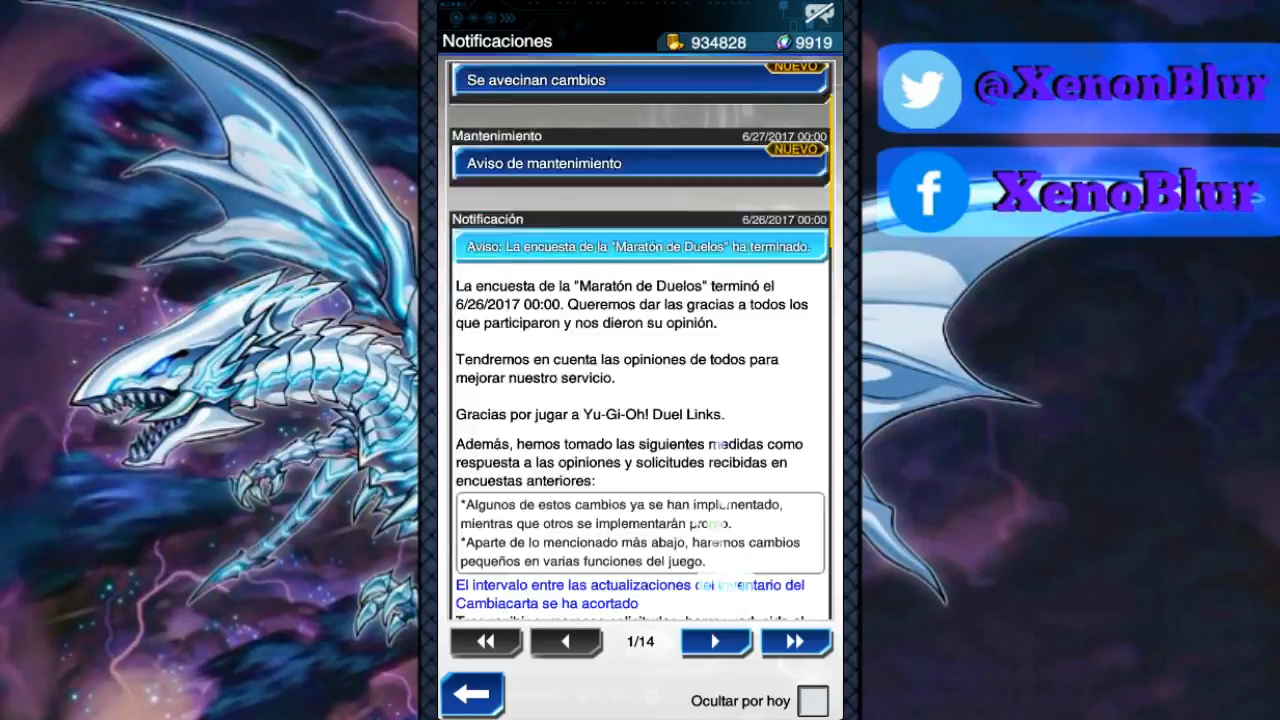 Notificaciones
934828
9919
NUEVO
Se avecinan cambios
Mantenimiento
6/27/2017 00:00
NUEVO
Aviso de mantenimiento
Notificación
6/26/2017 00:00
Aviso: La encuesta de la "Maratón de Duelos" ha terminado.
La encuesta de la "Maratón de Duelos" terminó el
6/26/2017 00:00. Queremos dar las gracias a todos los
que participaron y nos dieron su opinión.
Tendremos en cuenta las opiniones de todos para
mejorar nuestro servicio.
Gracias por jugar a Yu-Gi-Oh! Duel Links.
Además, hemos tomado las siguientes medidas como
respuesta a las opiniones y solicitudes recibidas en
encuestas anteriores:
*Algunos de estos cambios ya se han implementado,
mientras que otros se implementarán pronto.
*Aparte de lo mencionado más abajo, haremos cambios
pequeños en varias funciones del juego.
El intervalo entre las actualizaciones del inventario del
Cambiacarta se ha acortado
1/14
Ocultar por hoy
@XenonBlur
XenoBlur